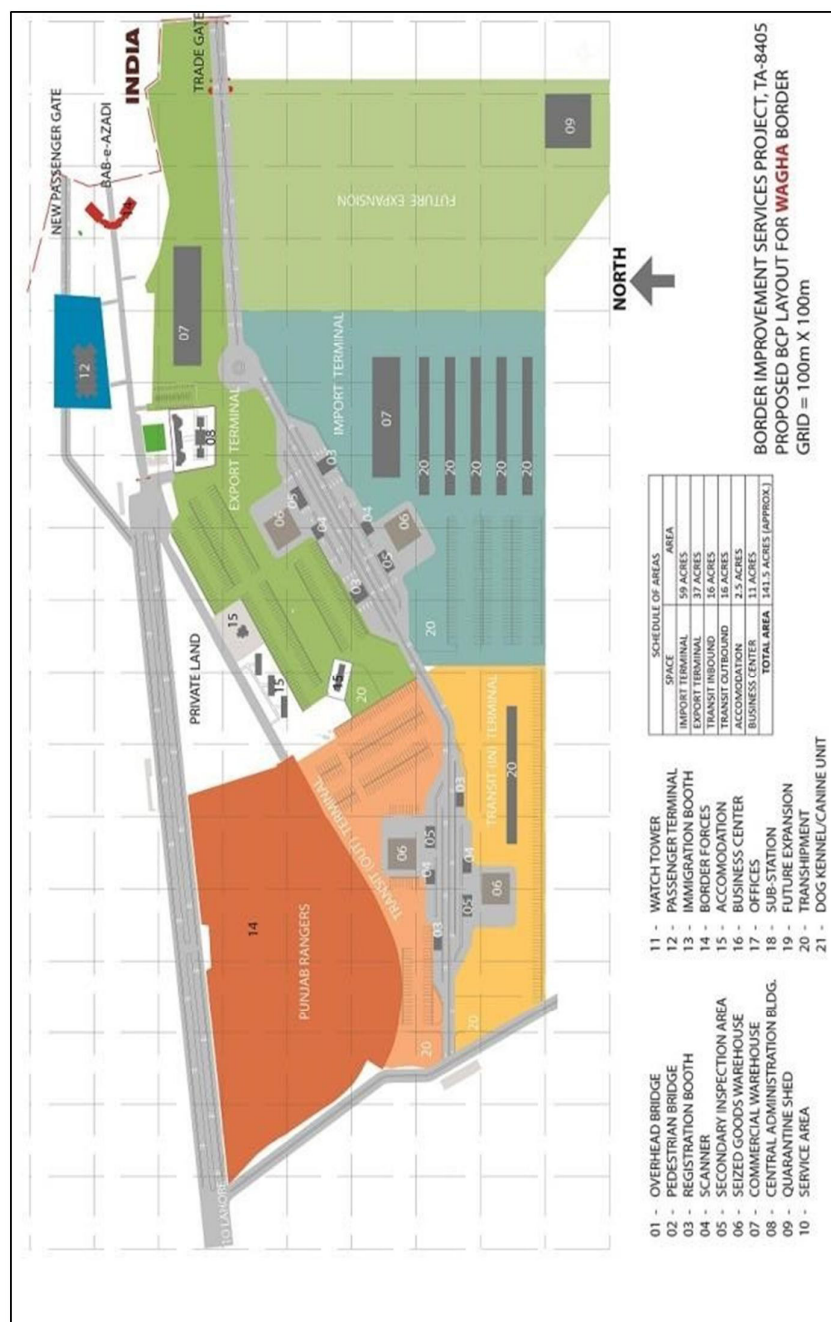 INDIA
NEW PASSENGER GATE
BAB-e-AZADI
TRADE GATE
12
14
07
08
EXPORT TERMINAL
FUTURE EXPANSION
09
PRIVATE LAND
15
15
15
20
06
05
04
03
03
04
05
06
IMPORT TERMINAL
07
20
20
20
20
20
20
PUNJAB RANGERS
14
TRANSIT (OUT) TERMINAL
06
05
04
03
20
TRANSIT (IN) TERMINAL
03
04
05
06
20
20
TO LAHORE
NORTH
01 - OVERHEAD BRIDGE
02 - PEDESTRIAN BRIDGE
03 - REGISTRATION BOOTH
04 - SCANNER
05 - SECONDARY INSPECTION AREA
06 - SEIZED GOODS WAREHOUSE
07 - COMMERCIAL WAREHOUSE
08 - CENTRAL ADMINISTRATION BLDG.
09 - QUARANTINE SHED
10 - SERVICE AREA
11 - WATCH TOWER
12 - PASSENGER TERMINAL
13 - IMMIGRATION BOOTH
14 - BORDER FORCES
15 - ACCOMODATION
16 - BUSINESS CENTER
17 - OFFICES
18 - SUB-STATION
19 - FUTURE EXPANSION
20 - TRANSHIPMENT
21 - DOG KENNEL/CANINE UNIT
SCHEDULE OF AREAS
SPACE AREA
IMPORT TERMINAL 59 ACRES
EXPORT TERMINAL 37 ACRES
TRANSIT INBOUND 16 ACRES
TRANSIT OUTBOUND 16 ACRES
ACCOMODATION 2.5 ACRES
BUSINESS CENTER 11 ACRES
TOTAL AREA 141.5 ACRES (APPROX.)
BORDER IMPROVEMENT SERVICES PROJECT, TA-8405
PROPOSED BCP LAYOUT FOR WAGHA BORDER
GRID = 100m X 100m